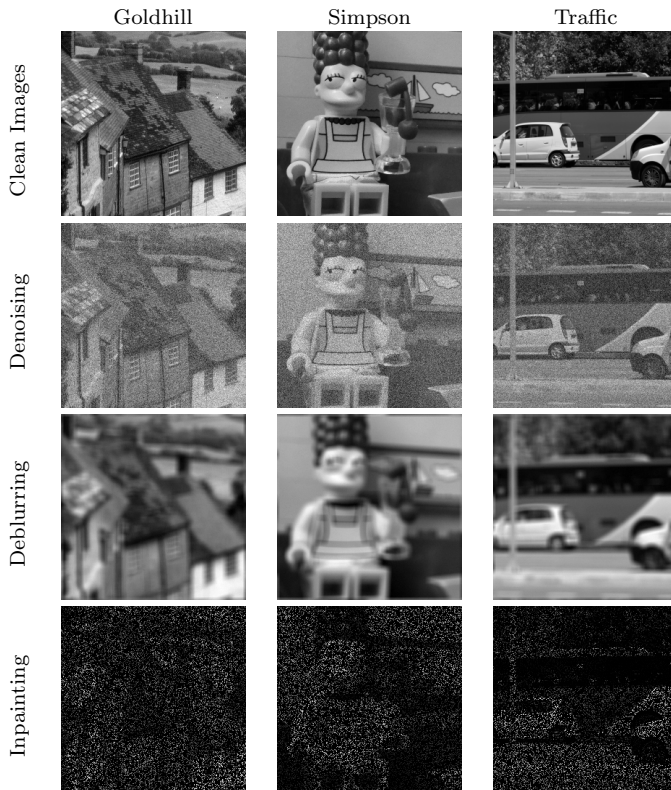 Goldhill Simpson Traffic
Clean Images
Denoising
Deblurring
Inpainting